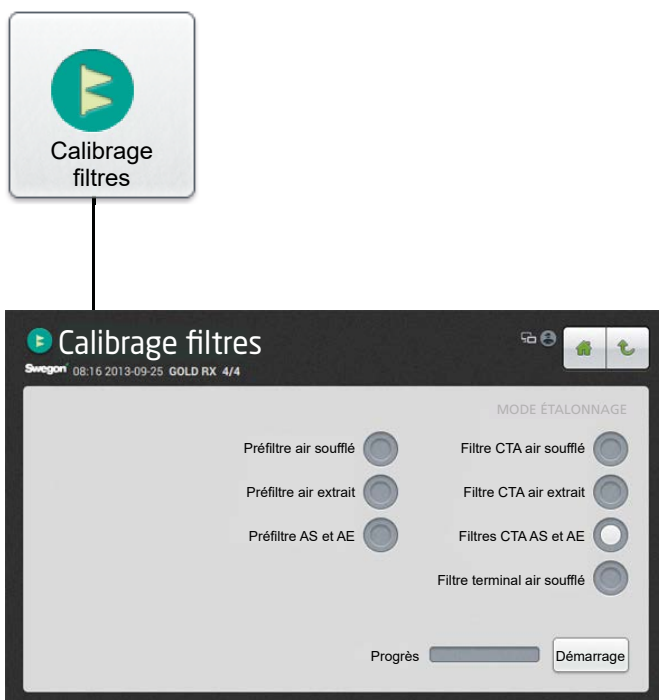 Calibrage
filtres
Calibrage filtres
Swegon 08:16 2013-09-25 GOLD RX 4/4
MODE ÉTALONNAGE
Préfiltre air soufflé
Filtre CTA air soufflé
Préfiltre air extrait
Filtre CTA air extrait
Préfiltre AS et AE
Filtres CTA AS et AE
Filtre terminal air soufflé
Progrès
Démarrage